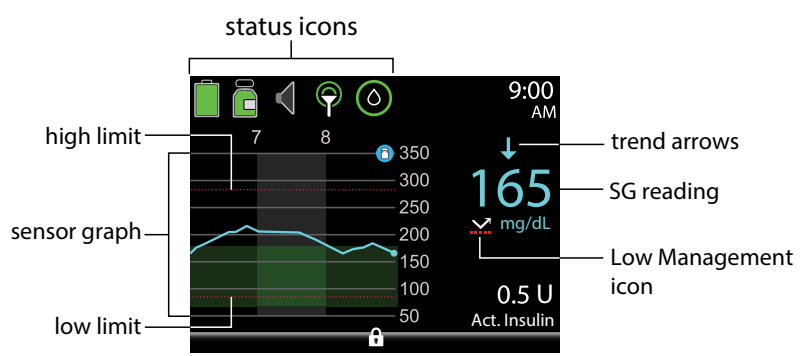 status icons
9:00
AM
7 8
high limit
350
trend arrows
300
165
SG reading
250
sensor graph
200
mg/dL
150
Low Management
icon
100
0.5 U
low limit
50
Act. Insulin